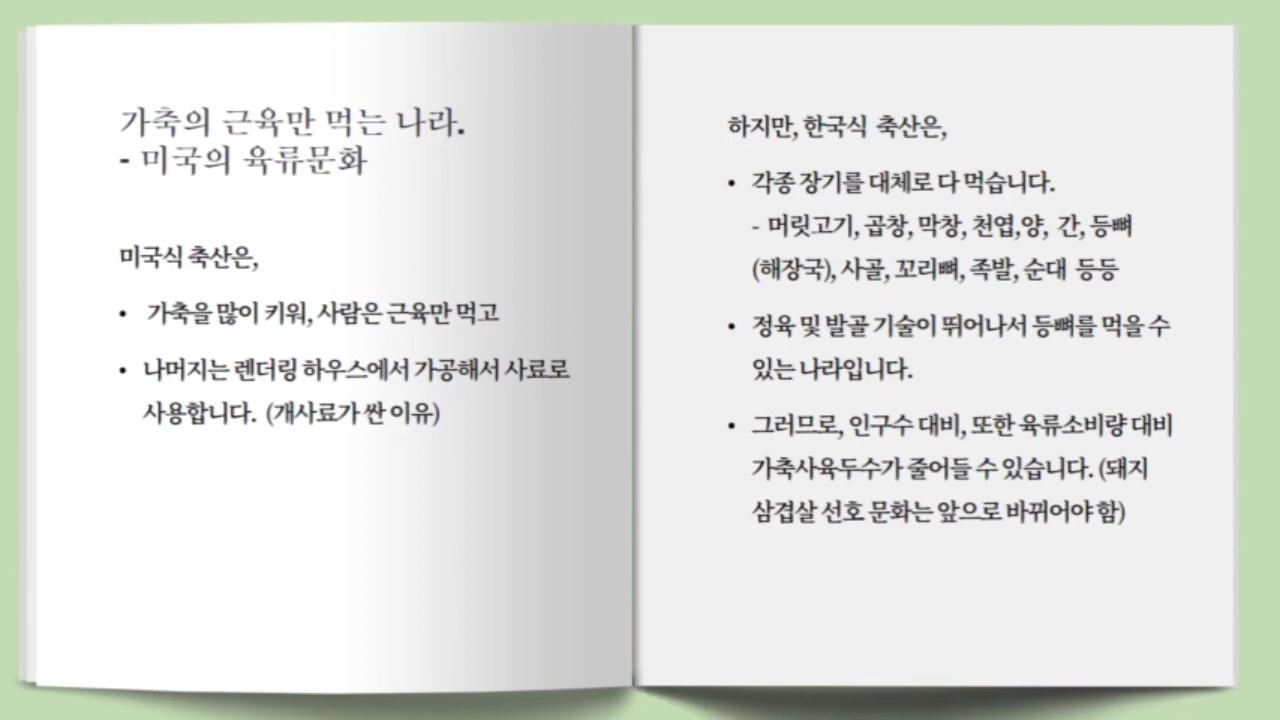 가축의 근육만 먹는 나라.
- 미국의 육류문화
미국식 축산은,
• 가축을 많이 키워, 사람은 근육만 먹고
• 나머지는 렌더링 하우스에서 가공해서 사료로
사용합니다. (개사료가 싼 이유)
하지만, 한국식 축산은,
• 각종 장기를 대체로 다 먹습니다.
- 머릿고기, 곱창, 막창, 천엽,양, 간, 등뼈
(해장국), 사골, 꼬리뼈, 족발, 순대 등등
• 정육 및 발골 기술이 뛰어나서 등뼈를 먹을 수
있는 나라입니다.
• 그러므로, 인구수 대비, 또한 육류소비량 대비
가축사육두수가 줄어들 수 있습니다. (돼지
삼겹살 선호 문화는 앞으로 바뀌어야 함)